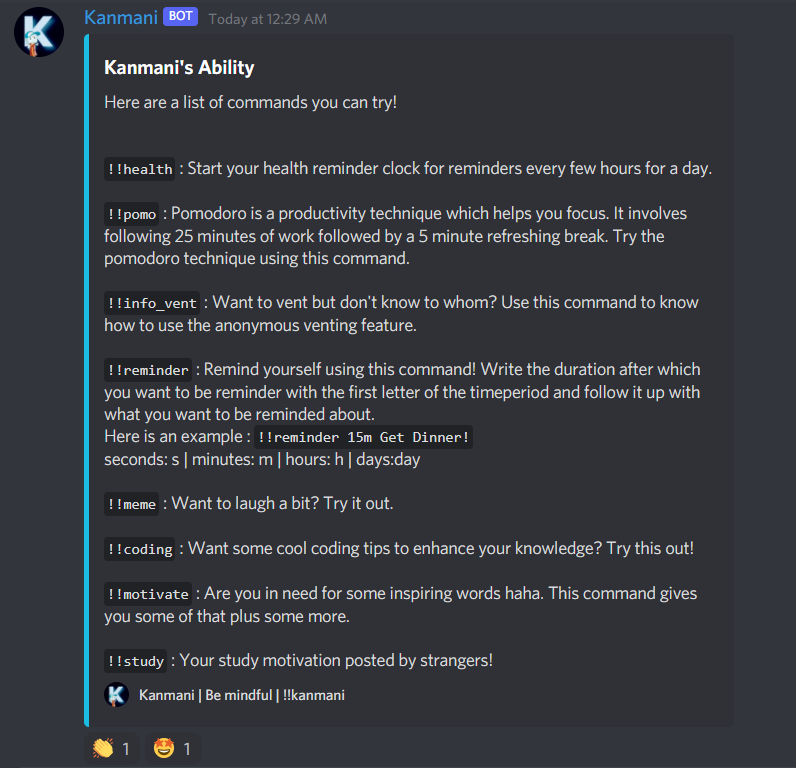 Kanmani BOT Today at 12:29 AM
Kanmani's Ability
Here are a list of commands you can try!
!!health : Start your health reminder clock for reminders every few hours for a day.
!!pomo : Pomodoro is a productivity technique which helps you focus. It involves
following 25 minutes of work followed by a 5 minute refreshing break. Try the
pomodoro technique using this command.
!!info_vent : Want to vent but don't know to whom? Use this command to know
how to use the anonymous venting feature.
!!reminder : Remind yourself using this command! Write the duration after which
you want to be reminder with the first letter of the timeperiod and follow it up with
what you want to be reminded about.
Here is an example : !!reminder 15m Get Dinner!
seconds: s | minutes: m | hours: h | days:day
!!meme : Want to laugh a bit? Try it out.
!!coding : Want some cool coding tips to enhance your knowledge? Try this out!
!!motivate : Are you in need for some inspiring words haha. This command gives
you some of that plus some more.
!!study : Your study motivation posted by strangers!
K Kanmani | Be mindful | !!kanmani
1 1